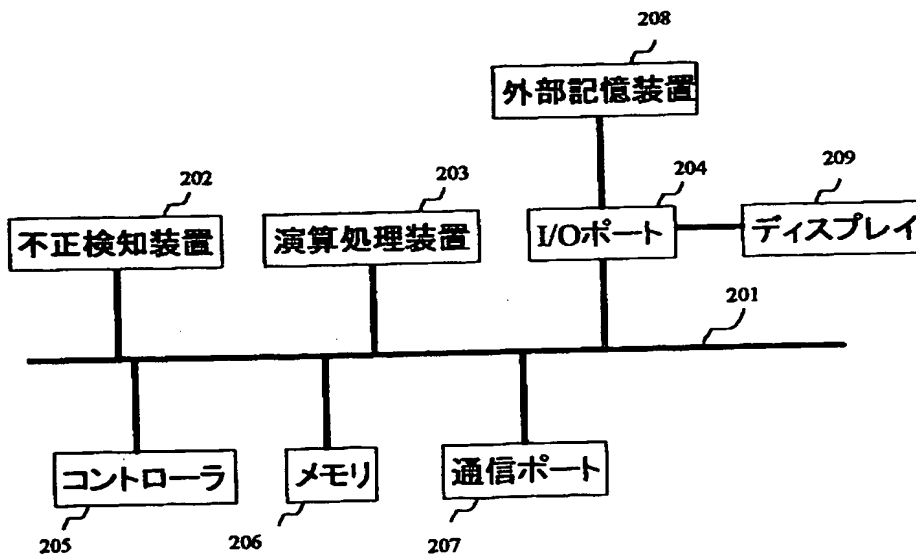 208
外部記憶装置
202
203
204
209
不正検知装置
演算処理装置
I/Oポート
ディスプレイ
201
コントローラ
メモリ
通信ポート
205
206
207